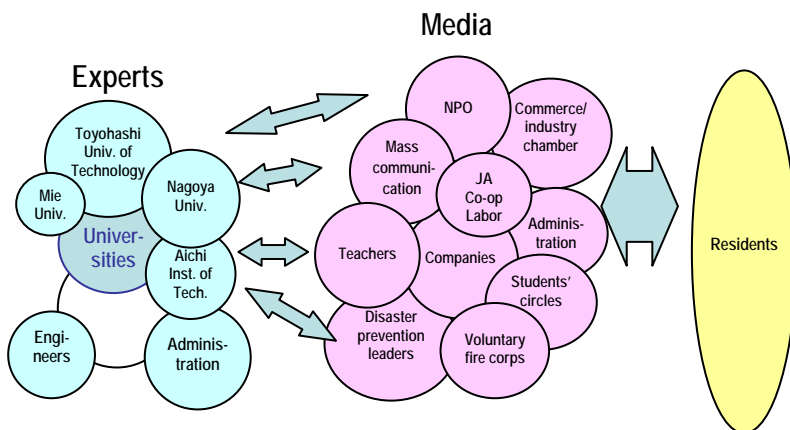 Experts
Toyohashi
Univ. of
Technology
Mie
Univ.
Nagoya
Univ.
Univer-
sities
Aichi
Inst. of
Tech.
Engi-
neers
Adminis-
tration
Media
NPO
Commerce/
industry
chamber
Mass
communi-
cation
JA
Co-op
Labor
Adminis-
tration
Teachers
Companies
Students’
circles
Disaster
prevention
leaders
Voluntary
fire corps
Residents